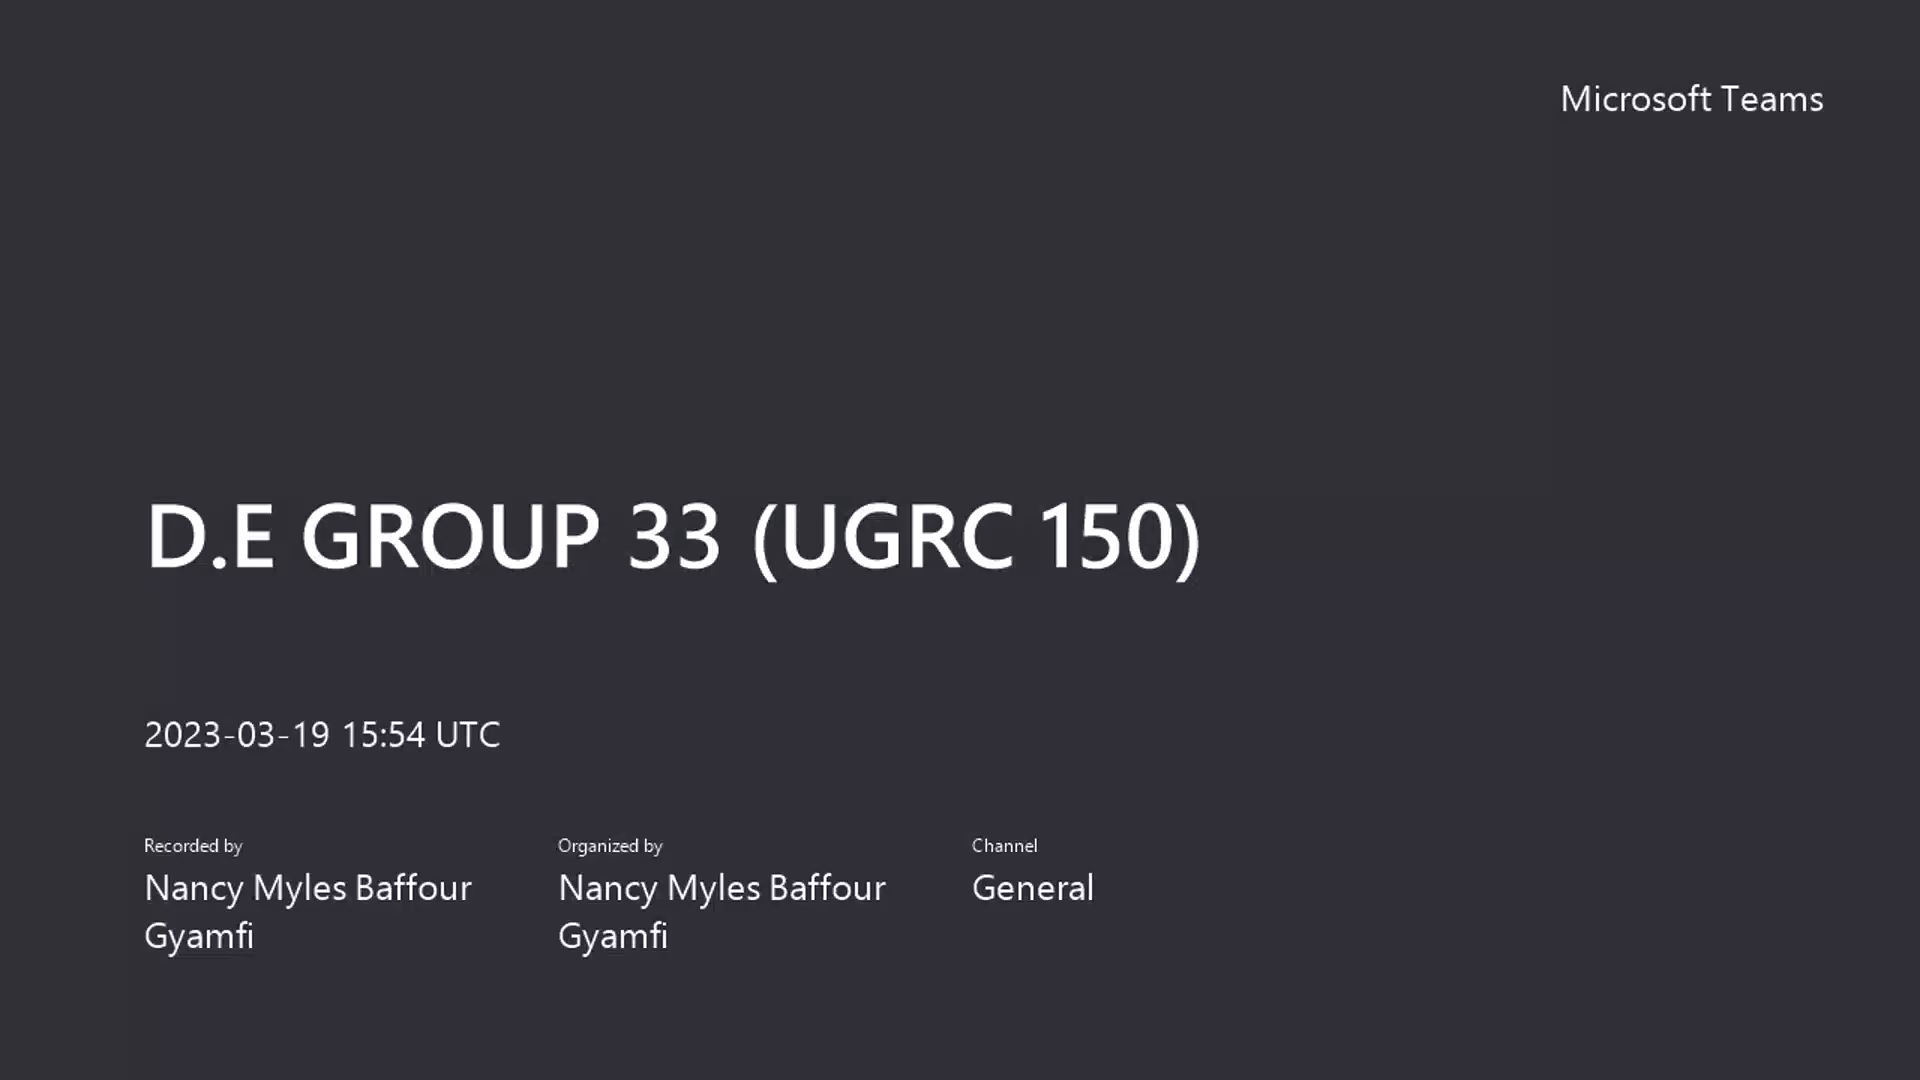 Microsoft Teams
D.E GROUP 33 (UGRC 150)
2023-03-19 15:54 UTC
Recorded by
Nancy Myles Baffour
Gyamfi
Organized by
Nancy Myles Baffour
Gyamfi
Channel
General